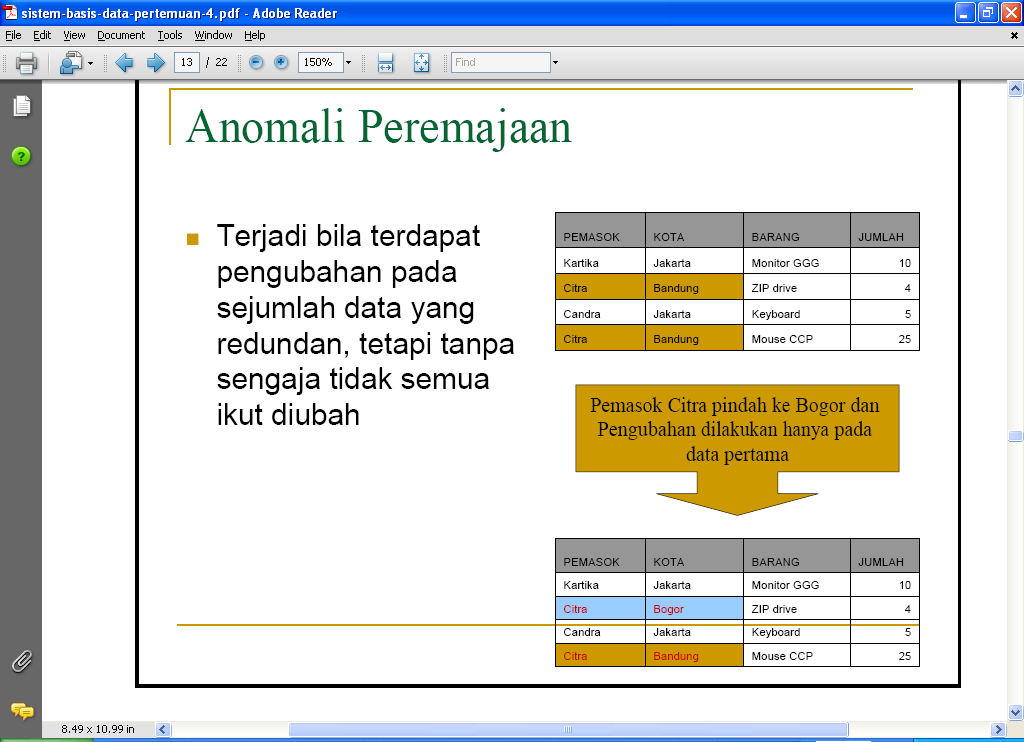 sistem-basis-data-pertemuan-4.pdf - Adobe Reader
File Edit View Document Tools Window Help
13 / 22 150% Find
Anomali Peremajaan
Terjadi bila terdapat
pengubahan pada
sejumlah data yang
redundan, tetapi tanpa
sengaja tidak semua
ikut diubah
PEMASOK KOTA BARANG JUMLAH
Kartika Jakarta Monitor GGG 10
Citra Bandung ZIP drive 4
Candra Jakarta Keyboard 5
Citra Bandung Mouse CCP 25
Pemasok Citra pindah ke Bogor dan
Pengubahan dilakukan hanya pada
data pertama
PEMASOK KOTA BARANG JUMLAH
Kartika Jakarta Monitor GGG 10
Citra Bogor ZIP drive 4
Candra Jakarta Keyboard 5
Citra Bandung Mouse CCP 25
8.49 x 10.99 in